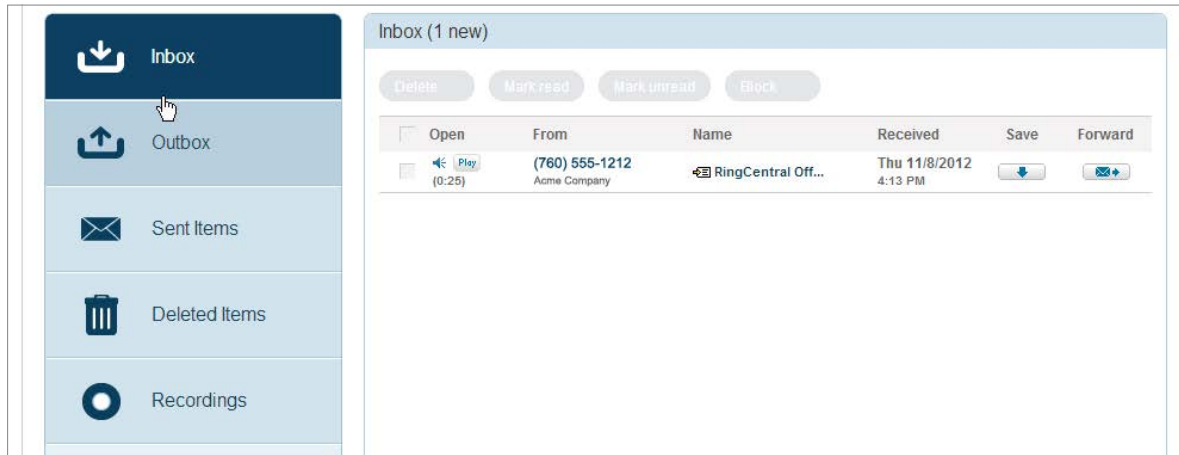 Inbox
Outbox
Sent Items
Deleted Items
Recordings
Inbox (1 new)
Delete Mark read Mark unread Block
Open From Name Received Save Forward
Play (760) 555-1212 RingCentral Off... Thu 11/8/2012
(0:25) Acme Company 4:13 PM